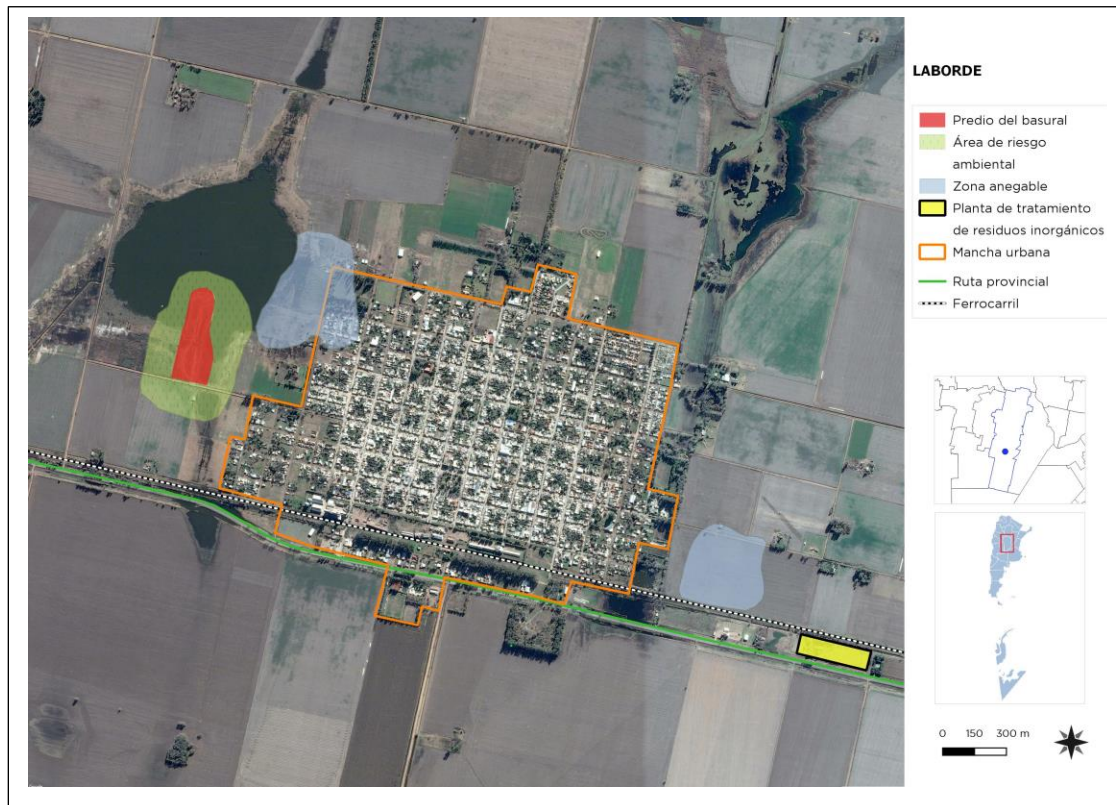 LABORDE
Predio del basural
Área de riesgo
ambiental
Zona anegable
Planta de tratamiento
de residuos inorgánicos
Mancha urbana
Ruta provincial
Ferrocarril
0 150 300 m